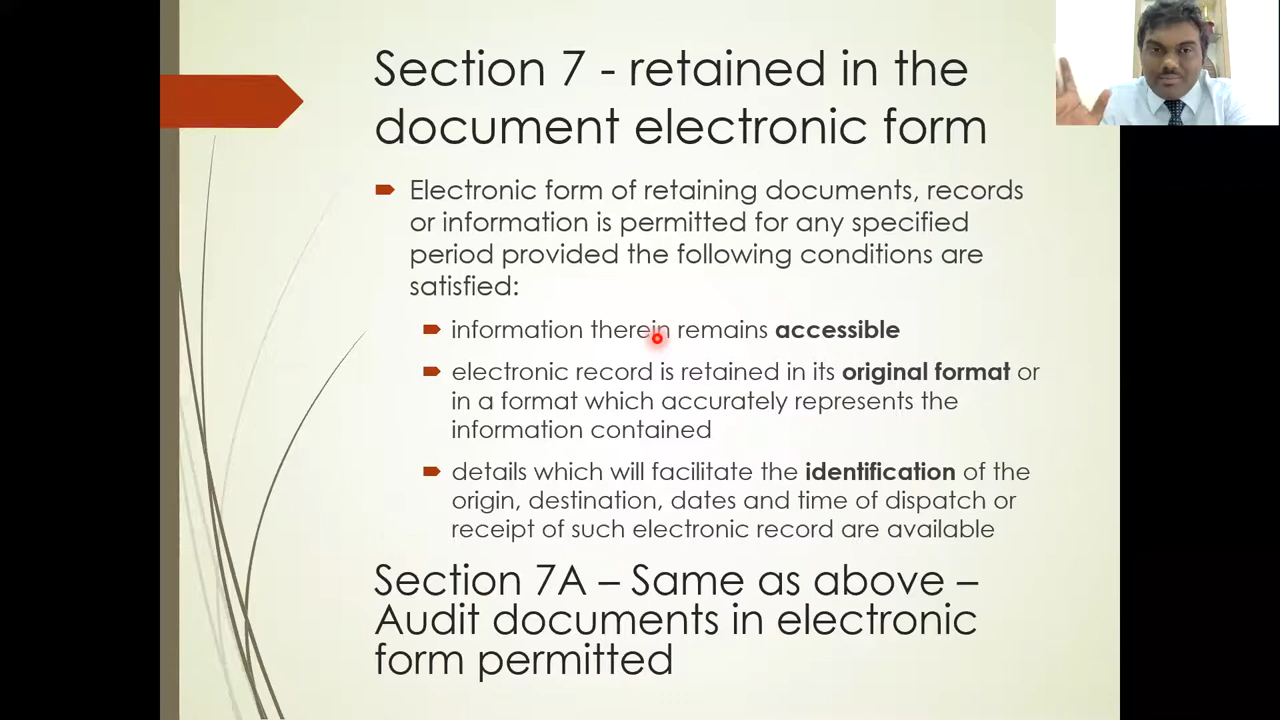 Section 7 - retained in the
document electronic form
Electronic form of retaining documents, records
or information is permitted for any specified
period provided the following conditions are
satisfied:
information therein remains accessible
electronic record is retained in its original format or
in a format which accurately represents the
information contained
details which will facilitate the identification of the
origin, destination, dates and time of dispatch or
receipt of such electronic record are available
Section 7A – Same as above –
Audit documents in electronic
form permitted